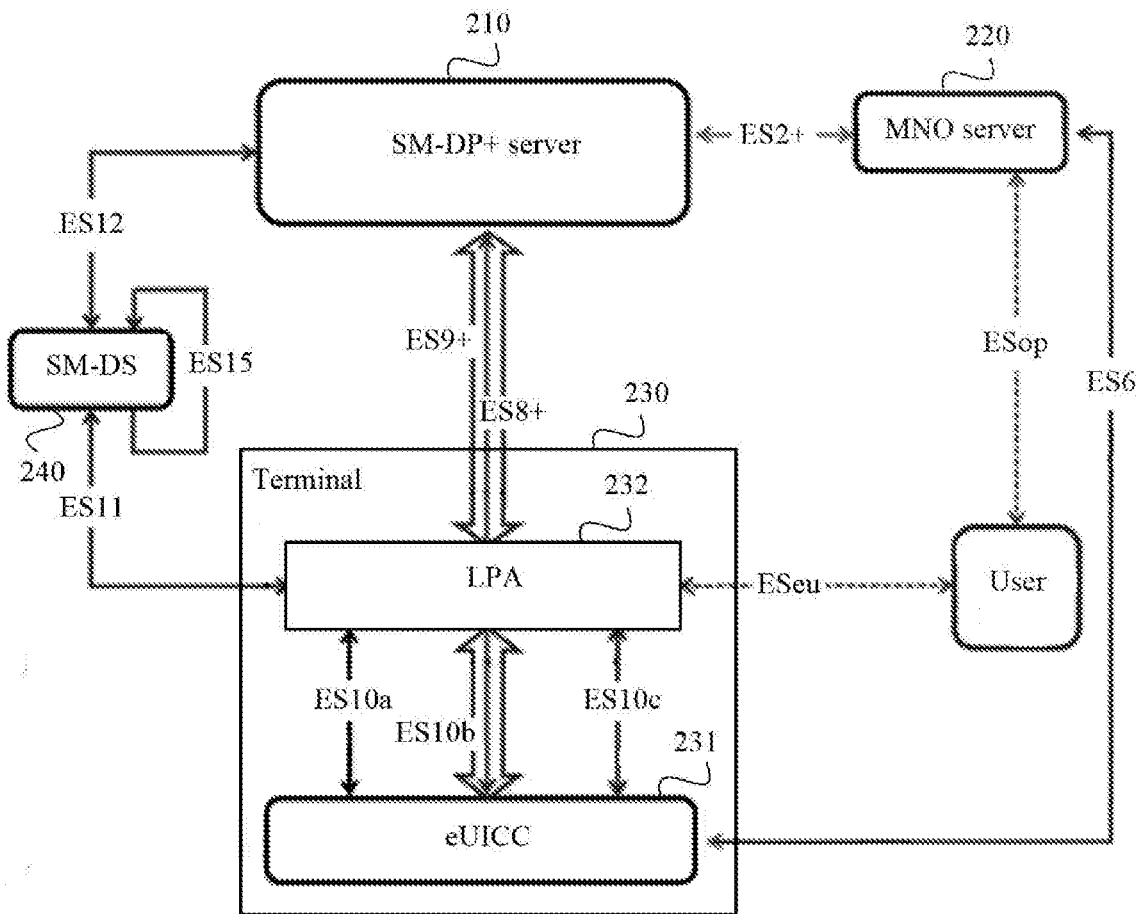 210
220
SM-DP+ server
ES2+
MNO server
ES12
SM-DS
ES15
ES9+
ESop
ES6
ES8+
230
240
Terminal
232
ES11
LPA
ESeu
User
ES10a
ES10b
ES10c
231
eUICC